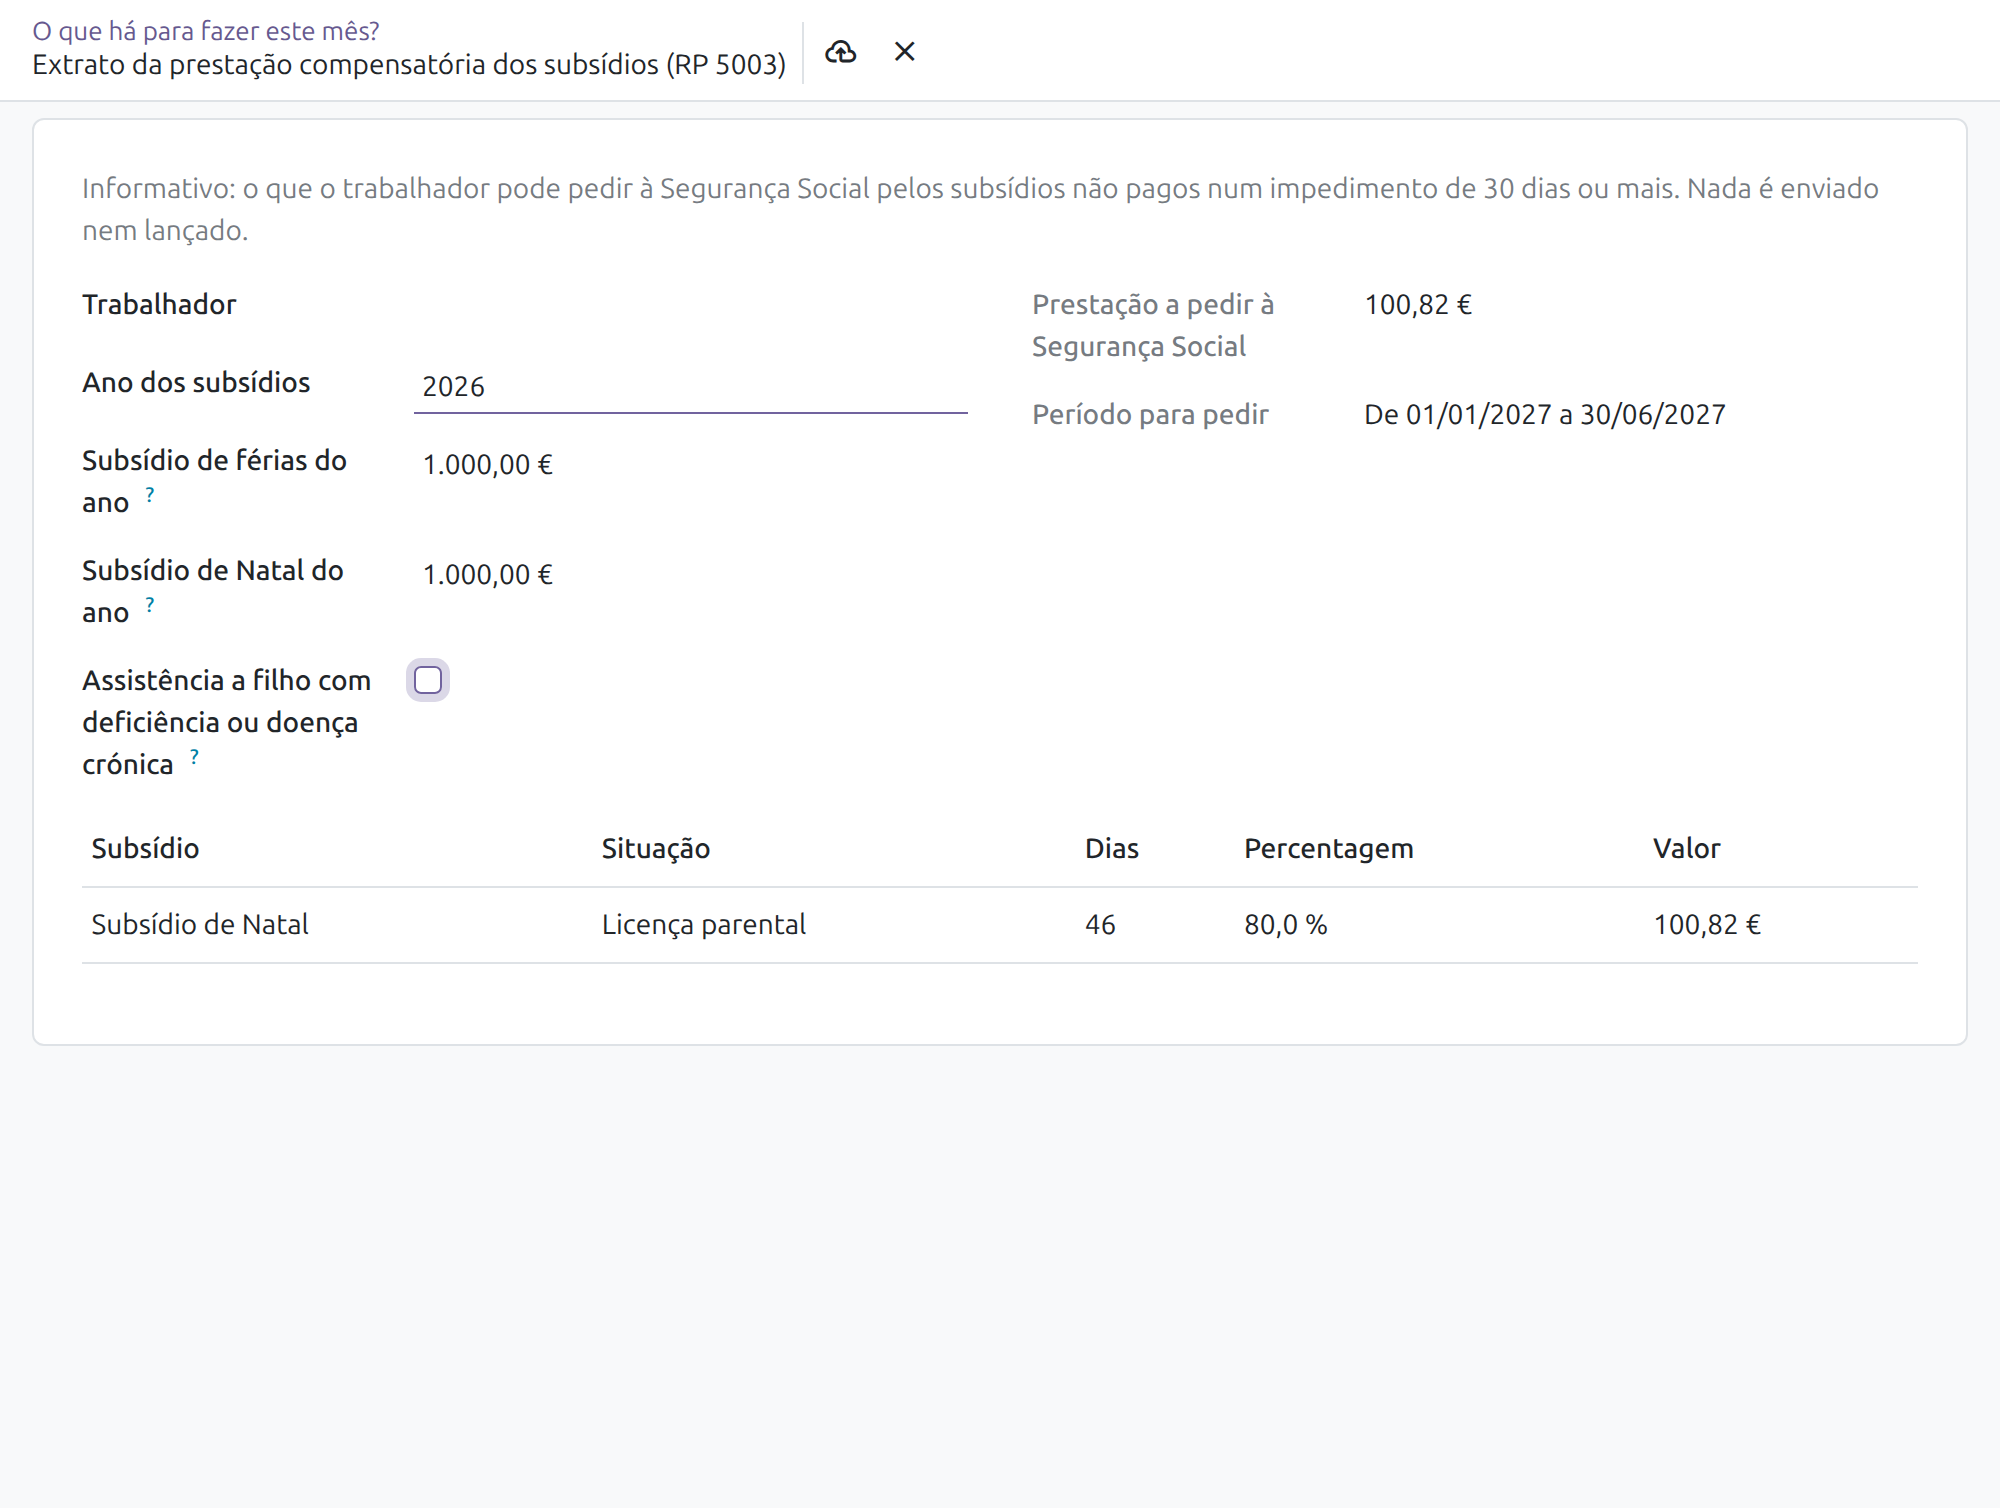 O que há para fazer este mês?
Extrato da prestação compensatória dos subsídios (RP 5003)
Informativo: o que o trabalhador pode pedir à Segurança Social pelos subsídios não pagos num impedimento de 30 dias ou mais. Nada é enviado
nem lançado.
Trabalhador
Ano dos subsídios 2026
Subsídio de férias do
ano ? 1.000,00 €
Subsídio de Natal do
ano ? 1.000,00 €
Assistência a filho com
deficiência ou doença
crónica ?
Prestação a pedir à
Segurança Social 100,82 €
Período para pedir De 01/01/2027 a 30/06/2027
Subsídio Situação Dias Percentagem Valor
Subsídio de Natal Licença parental 46 80,0 % 100,82 €